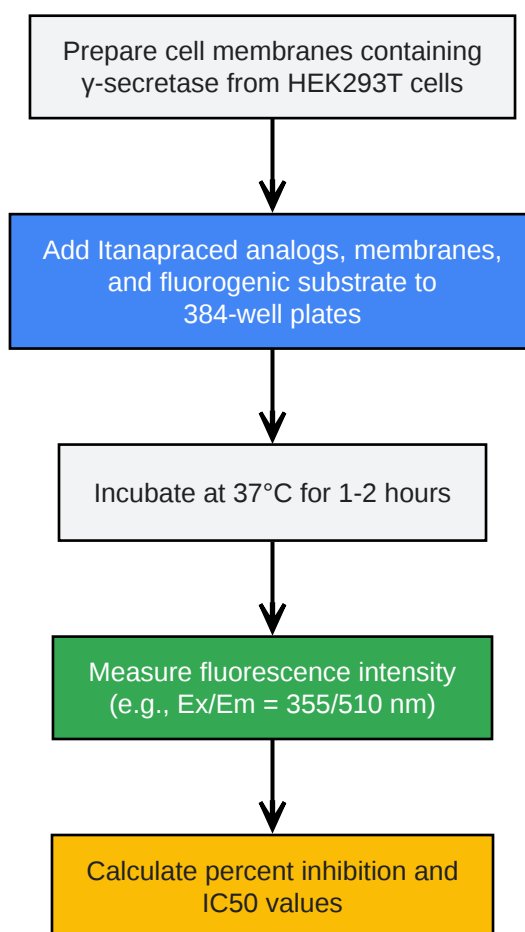 Prepare cell membranes containing
γ-secretase from HEK293T cells
Add Itanapraced analogs, membranes,
and fluorogenic substrate to
384-well plates
Incubate at 37°C for 1-2 hours
Measure fluorescence intensity
(e.g., Ex/Em = 355/510 nm)
Calculate percent inhibition and
IC50 values